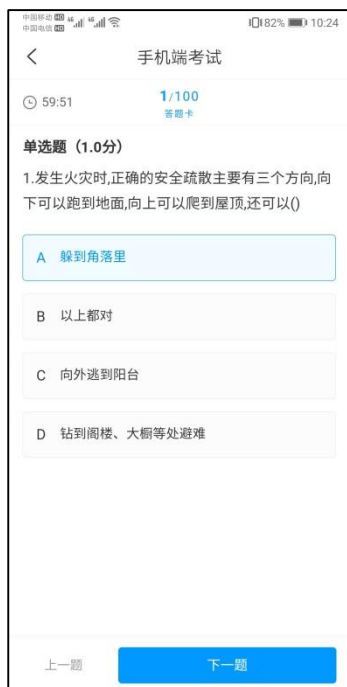 中国移动 HD 4G 4G 82% 10:24
中国电信 HD
手机端考试
59:51 1/100
答题卡
单选题（1.0分）
1.发生火灾时,正确的安全疏散主要有三个方向,向
下可以跑到地面,向上可以爬到屋顶,还可以()
A 躲到角落里
B 以上都对
C 向外逃到阳台
D 钻到阁楼、大橱等处避难
上一题 下一题